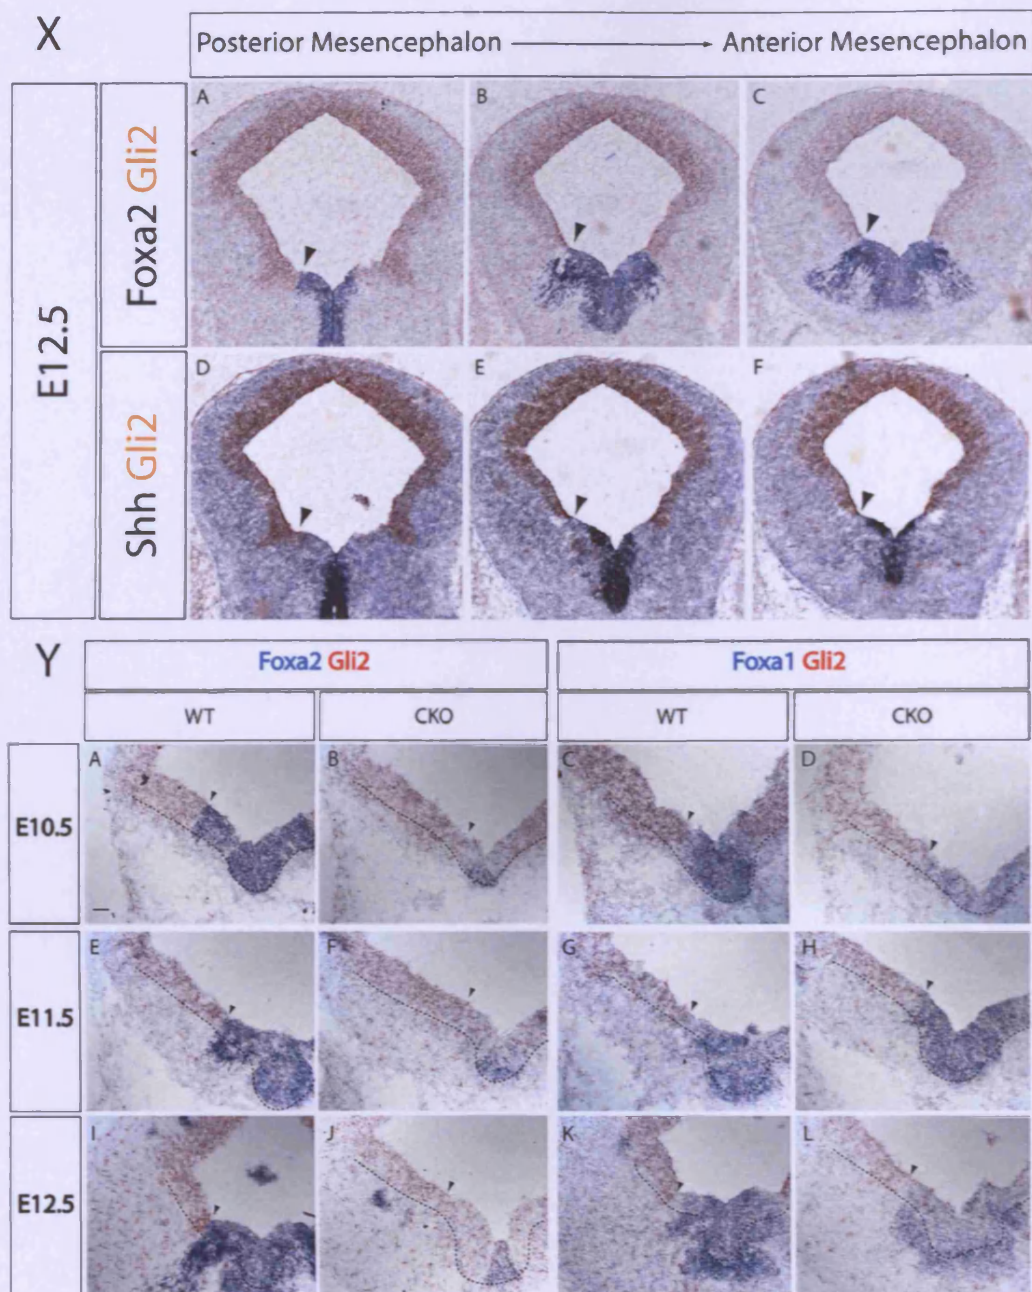 X
Posterior Mesencephalon Anterior Mesencephalon
E12.5
Foxa2 Gli2
A
B
C
Shh Gli2
D
E
F
Y
Foxa2 Gli2
Foxa1 Gli2
WT
CKO
WT
CKO
E10.5
A
B
C
D
E11.5
E
F
G
H
E12.5
I
J
K
L